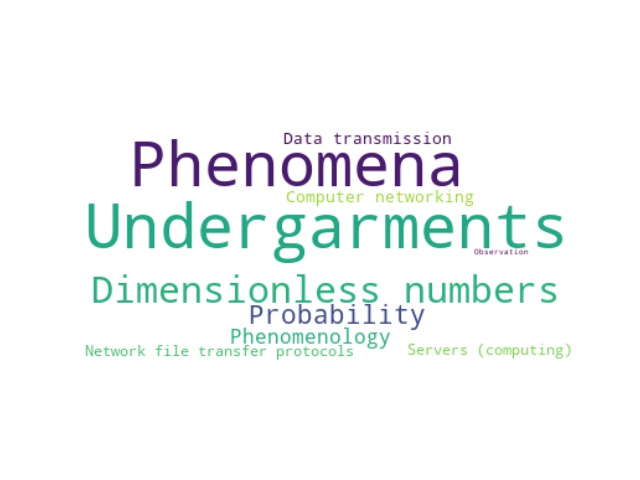 Data transmission
Phenomena
Computer networking
Undergarments
Observation
Dimensionless numbers
Probability
Phenomenology
Network file transfer protocols
Servers (computing)